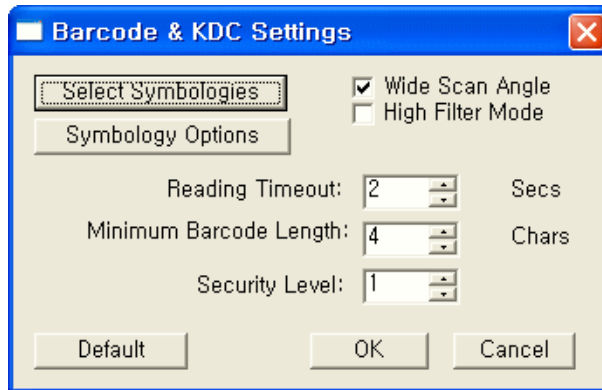 Barcode & KDC Settings
Select Symbologies
Wide Scan Angle
High Filter Mode
Symbology Options
Reading Timeout: 2 Secs
Minimum Barcode Length: 4 Chars
Security Level: 1
Default OK Cancel